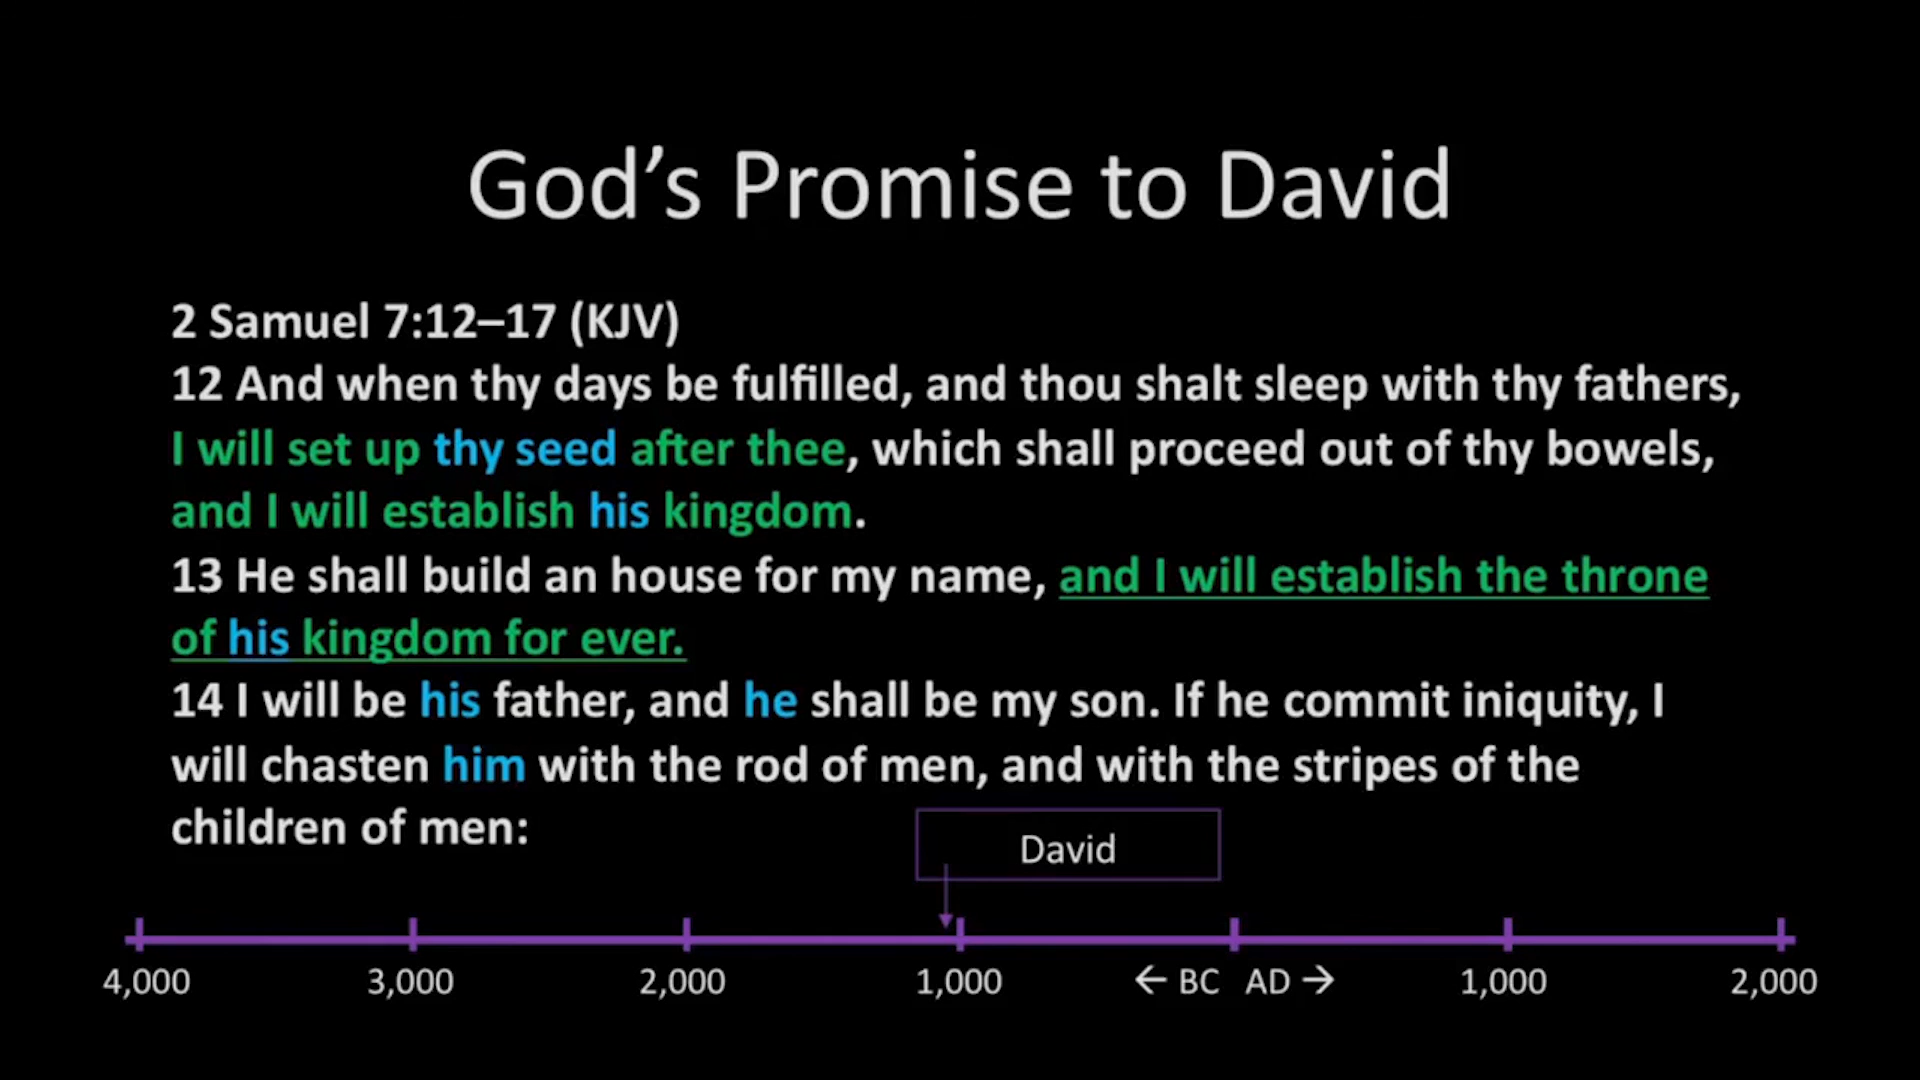 God’s Promise to David
2 Samuel 7:12–17 (KJV)
12 And when thy days be fulfilled, and thou shalt sleep with thy fathers,
I will set up thy seed after thee, which shall proceed out of thy bowels,
and I will establish his kingdom.
13 He shall build an house for my name, and I will establish the throne
of his kingdom for ever.
14 I will be his father, and he shall be my son. If he commit iniquity, I
will chasten him with the rod of men, and with the stripes of the
children of men:
David
4,000 3,000 2,000 1,000 ← BC AD → 1,000 2,000